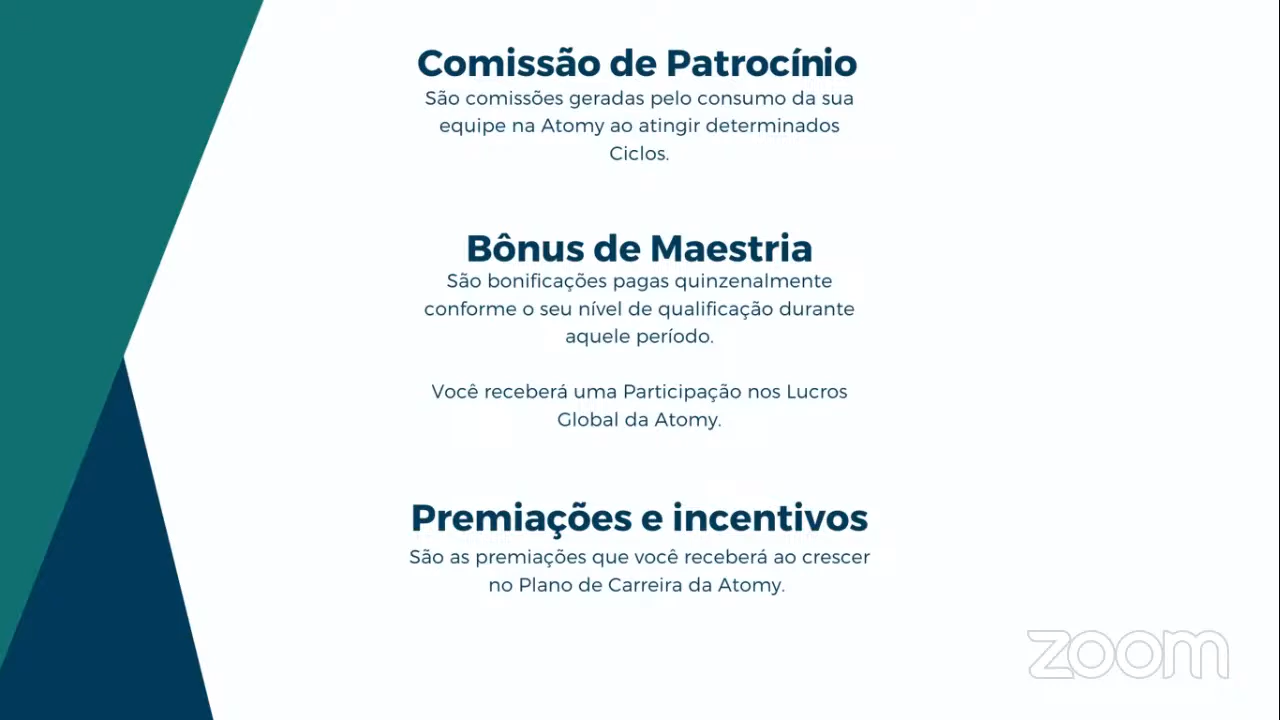 Comissão de Patrocínio
São comissões geradas pelo consumo da sua
equipe na Atomy ao atingir determinados
Ciclos.
Bônus de Maestria
São bonificações pagas quinzenalmente
conforme o seu nível de qualificação durante
aquele período.
Você receberá uma Participação nos Lucros
Global da Atomy.
Premiações e incentivos
São as premiações que você receberá ao crescer
no Plano de Carreira da Atomy.
zoom